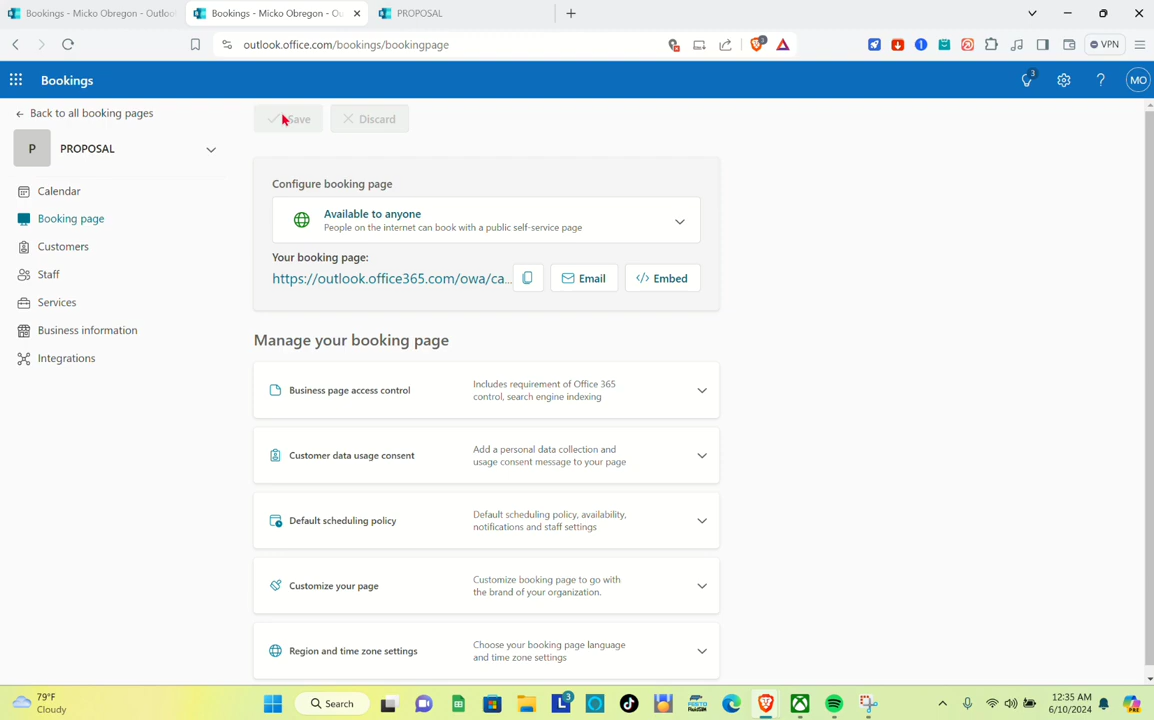 Bookings - Micko Obregon - Outlo
Bookings - Micko Obregon - Ou
PROPOSAL
outlook.office.com/bookings/bookingpage
3
1
VPN
Bookings
3
MO
Back to all booking pages
P
PROPOSAL
Calendar
Booking page
Customers
Staff
Services
Business information
Integrations
Save
Discard
Configure booking page
Available to anyone
People on the internet can book with a public self-service page
Your booking page:
https://outlook.office365.com/owa/ca...
Email
</> Embed
Manage your booking page
Business page access control
Includes requirement of Office 365
control, search engine indexing
Customer data usage consent
Add a personal data collection and
usage consent message to your page
Default scheduling policy
Default scheduling policy, availability,
notifications and staff settings
Customize your page
Customize booking page to go with
the brand of your organization.
Region and time zone settings
Choose your booking page language
and time zone settings
79°F
Cloudy
Search
L
3
12:35 AM
6/10/2024
PRE